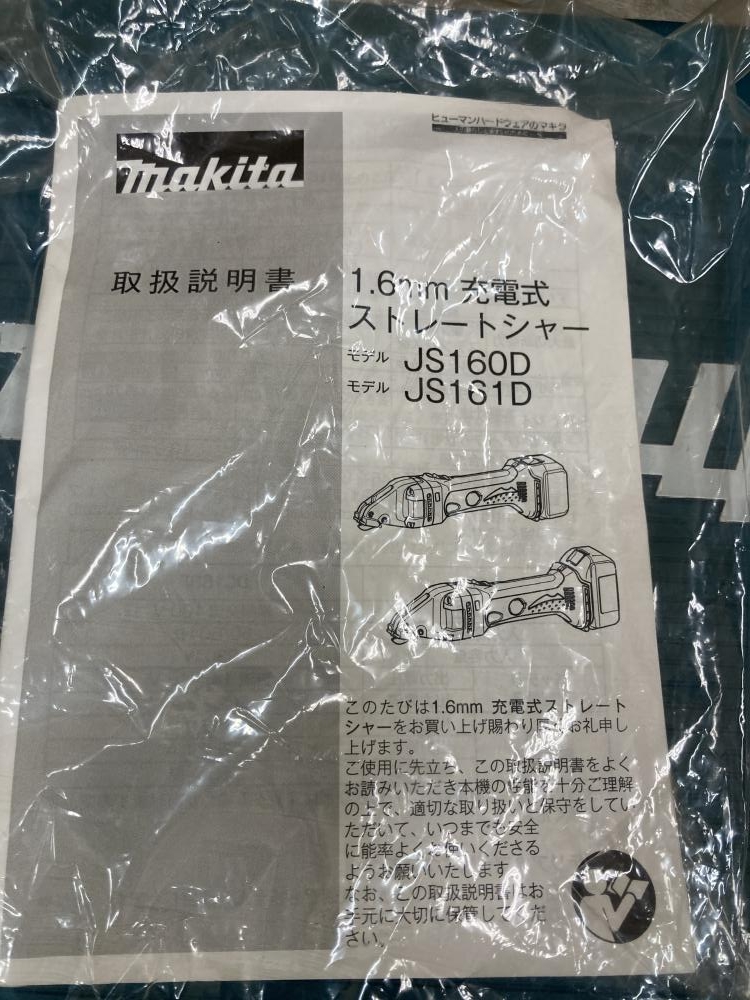 ヒューマンハードウェアのマキタ
makita
取扱説明書
1.6mm 充電式
ストレートシャー
モデル JS160D
モデル JS161D
このたびは1.6mm 充電式ストレート
シャーをお買い上げ賜わり厚くお礼申し
上げます。
ご使用に先立ち、この取扱説明書をよく
お読みいただき本機の性能を十分ご理解
の上で、適切な取り扱いと保守をしてい
ただいて、いつまでも安全
に能率よくお使いくださる
ようお願いいたします
なお、この取扱説明書はお
手元に大切に保管してくだ
さい。